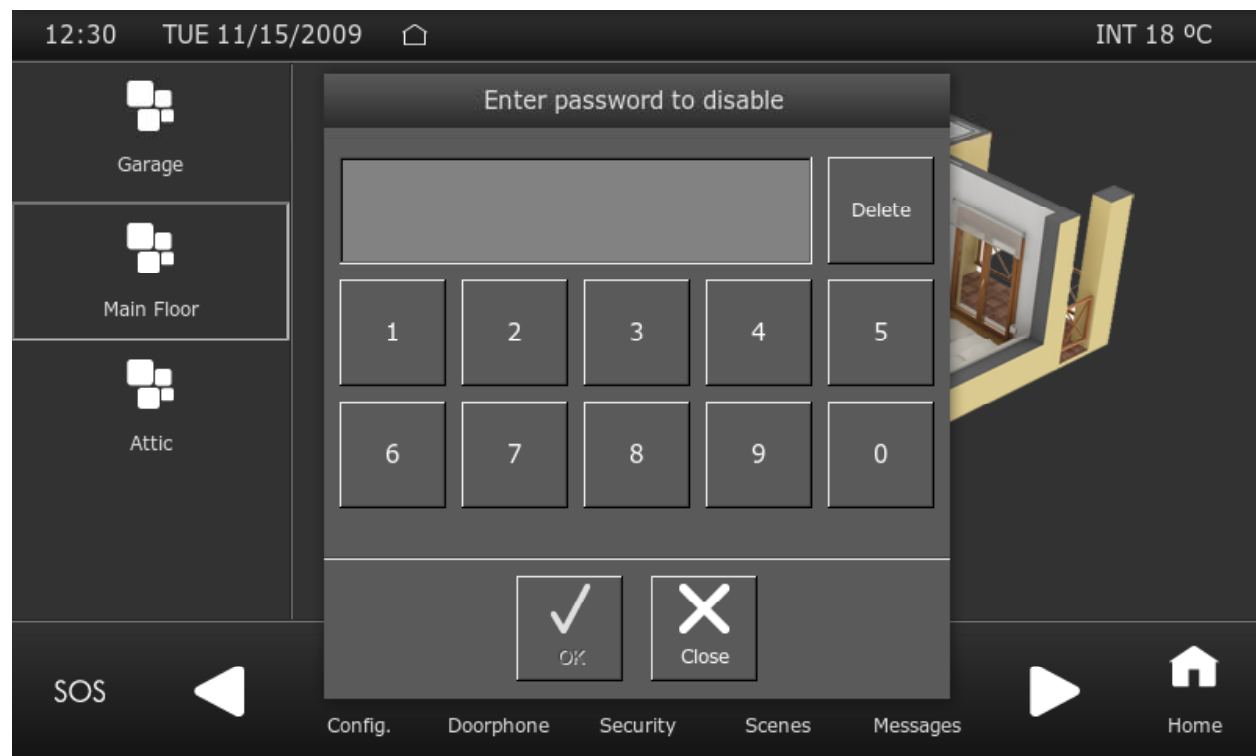 12:30 TUE 11/15/2009 INT 18 ºC
Garage
Main Floor
Attic
Enter password to disable
Delete
1 2 3 4 5
6 7 8 9 0
OK Close
SOS
Config. Doorphone Security Scenes Messages Home